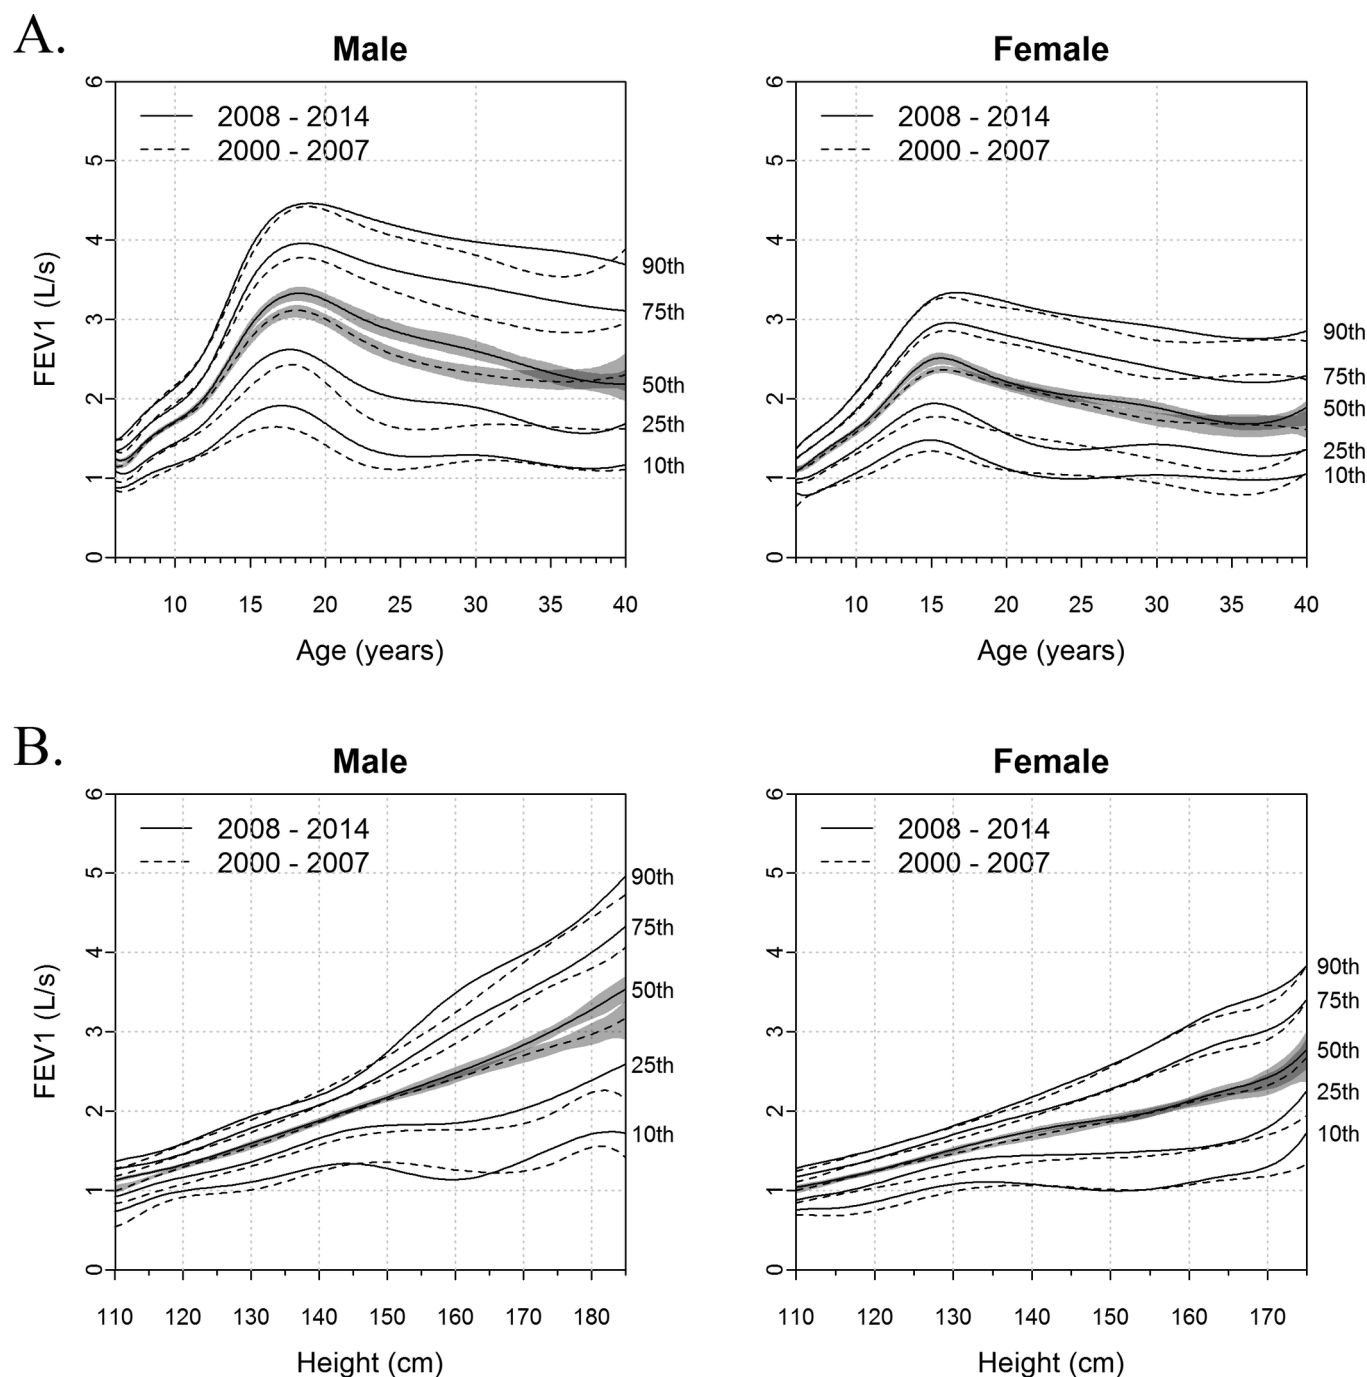 A.
Male
6
5
4
3
2
1
0
FEV1 (L/s)
2008 - 2014
2000 - 2007
90th
75th
50th
25th
10th
10 15 20 25 30 35 40
Age (years)
Female
6
5
4
3
2
1
0
FEV1 (L/s)
2008 - 2014
2000 - 2007
90th
75th
50th
25th
10th
10 15 20 25 30 35 40
Age (years)
B.
Male
6
5
4
3
2
1
0
FEV1 (L/s)
2008 - 2014
2000 - 2007
90th
75th
50th
25th
10th
110 120 130 140 150 160 170 180
Height (cm)
Female
6
5
4
3
2
1
0
FEV1 (L/s)
2008 - 2014
2000 - 2007
90th
75th
50th
25th
10th
110 120 130 140 150 160 170
Height (cm)